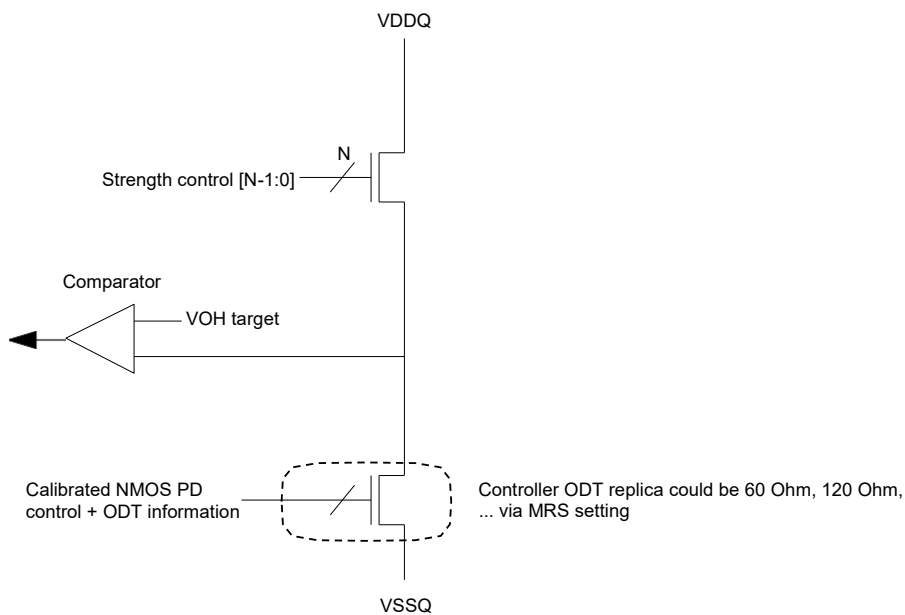 VDDQ
N
Strength control [N-1:0]
Comparator
VOH target
Calibrated NMOS PD
control + ODT information
Controller ODT replica could be 60 Ohm, 120 Ohm,
... via MRS setting
VSSQ